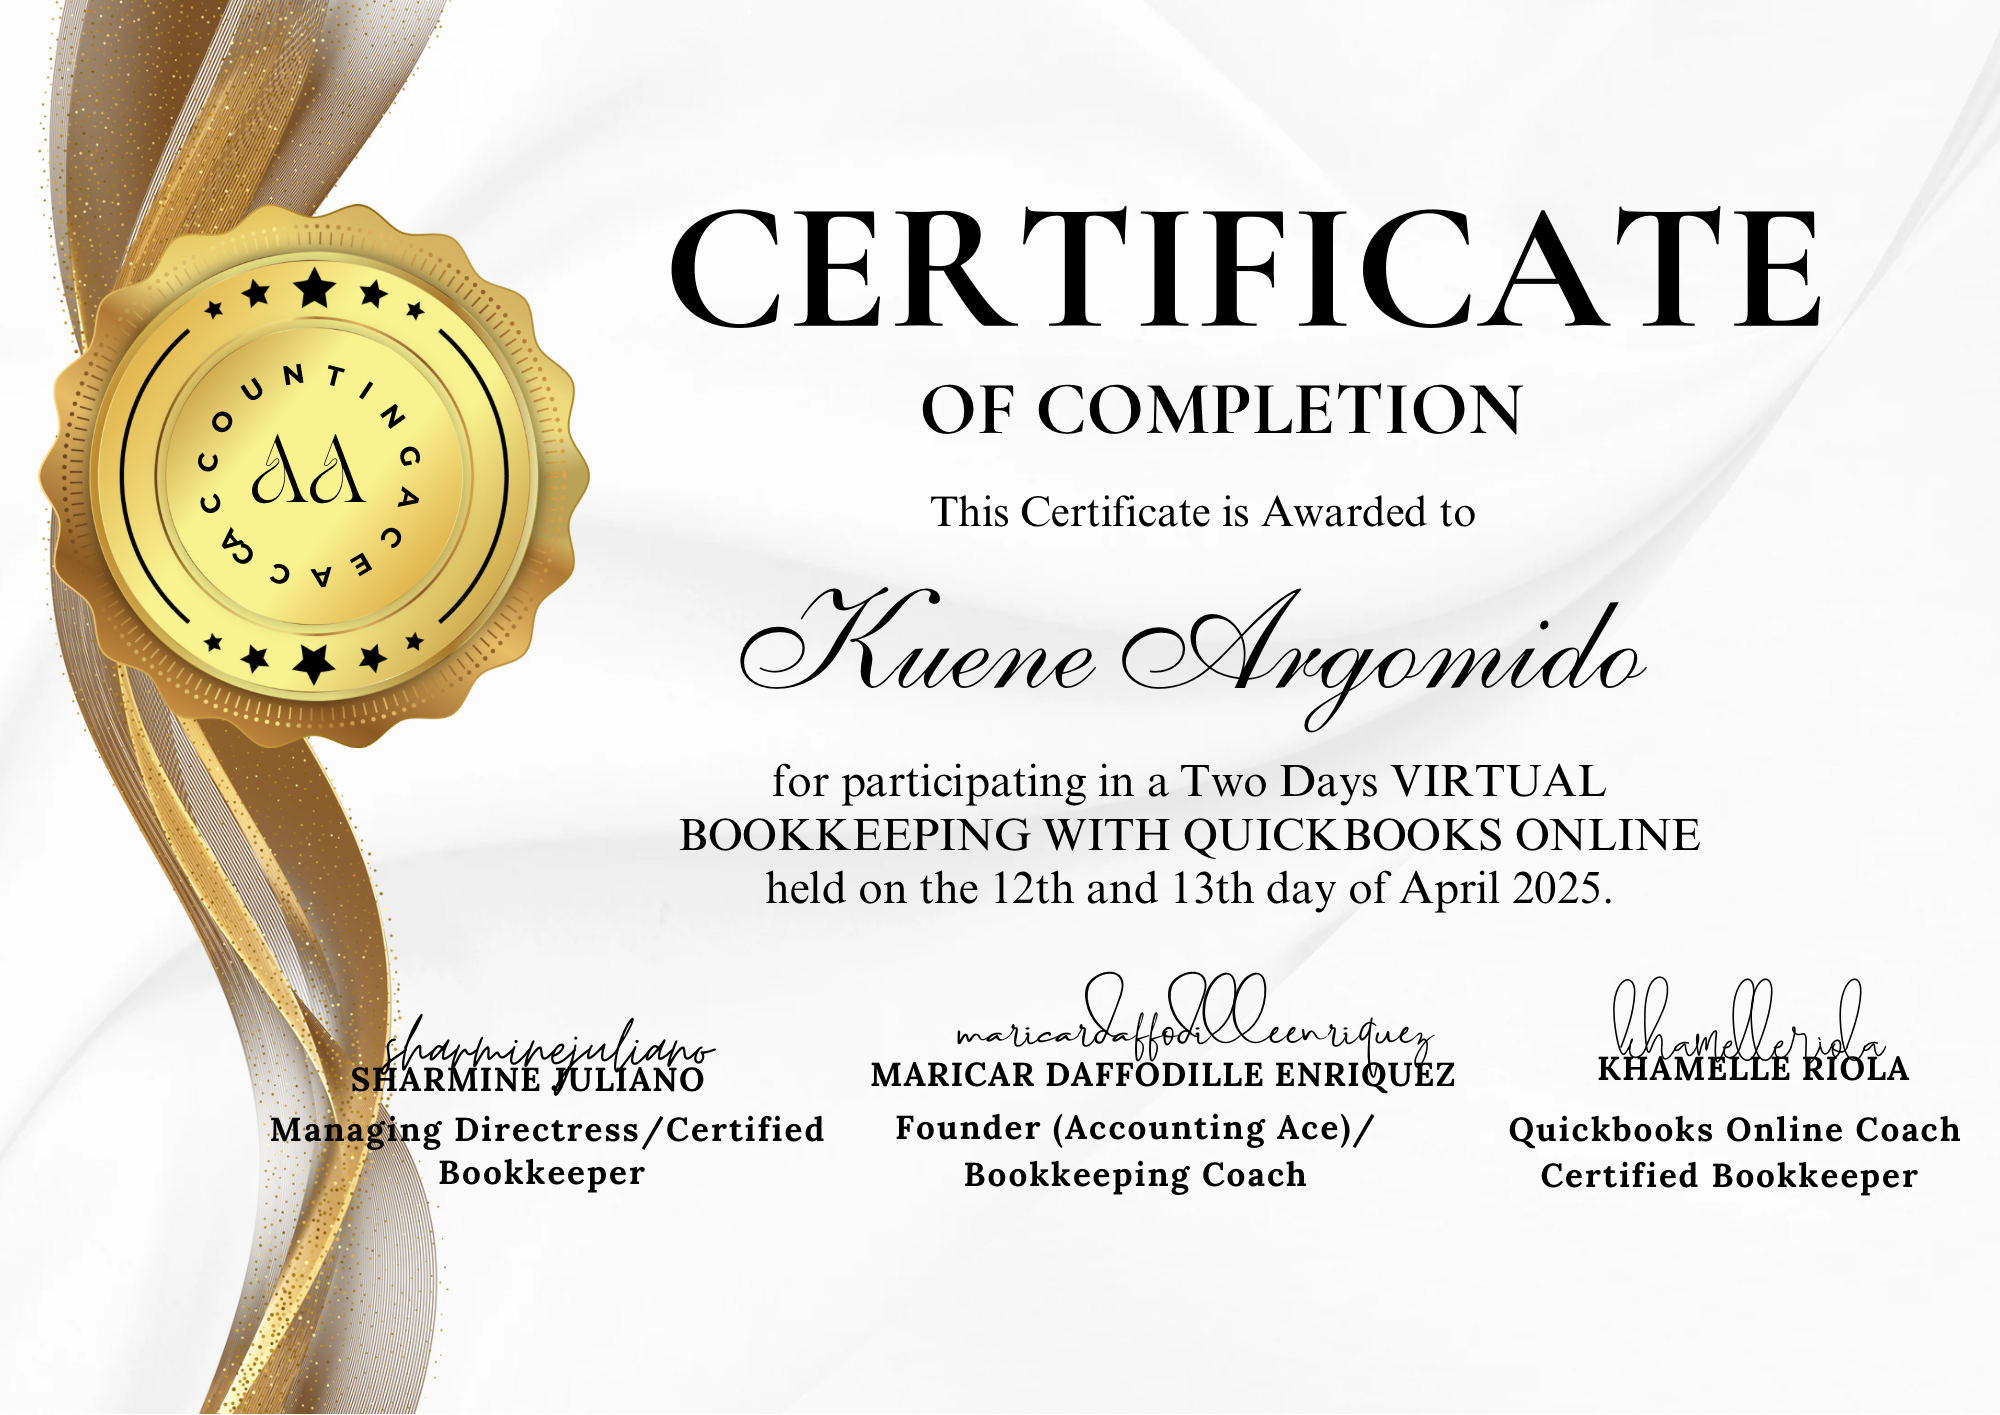 CERTIFICATE
OF COMPLETION
This Certificate is Awarded to
Kuene Argomido
for participating in a Two Days VIRTUAL
BOOKKEEPING WITH QUICKBOOKS ONLINE
held on the 12th and 13th day of April 2025.
ACCOUNTINGACEACC
AA
sharminejuliano
SHARMINE JULIANO
Managing Directress/Certified
Bookkeeper
maricardaffodilleenriquez
MARICAR DAFFODILLE ENRIQUEZ
Founder (Accounting Ace)/
Bookkeeping Coach
khamelleriola
KHAMELLE RIOLA
Quickbooks Online Coach
Certified Bookkeeper